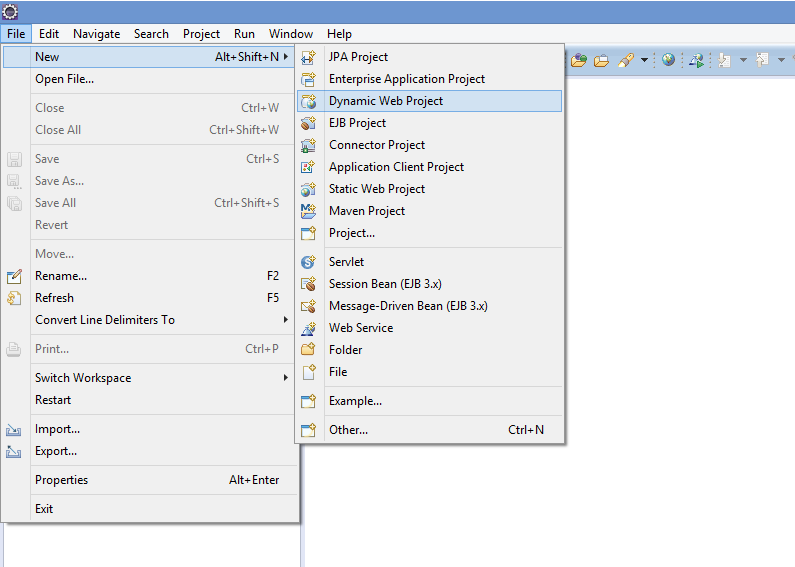 File Edit Navigate Search Project Run Window Help
New Alt+Shift+N
Open File...
Close Ctrl+W
Close All Ctrl+Shift+W
Save Ctrl+S
Save As...
Save All Ctrl+Shift+S
Revert
Move...
Rename... F2
Refresh F5
Convert Line Delimiters To
Print... Ctrl+P
Switch Workspace
Restart
Import...
Export...
Properties Alt+Enter
Exit
JPA Project
Enterprise Application Project
Dynamic Web Project
EJB Project
Connector Project
Application Client Project
Static Web Project
Maven Project
Project...
Servlet
Session Bean (EJB 3.x)
Message-Driven Bean (EJB 3.x)
Web Service
Folder
File
Example...
Other... Ctrl+N